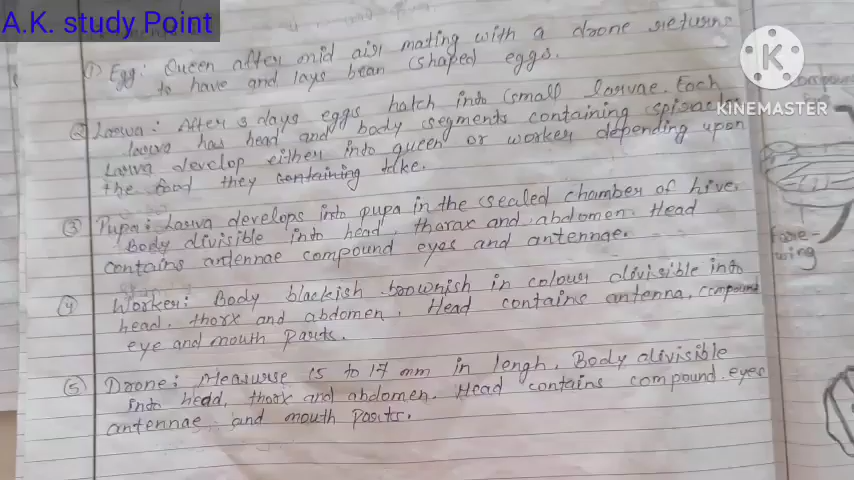 A.K. study Point
K
KINEMASTER
① Egg: Queen after mid air mating with a drone returns
to have and lays bean (shaped) eggs.
② Larva: After 3 days eggs hatch into small larvae. Each
larva has head and body segments containing
Larva develop either into queen or worker depending upon
the food they containing take.
③ Pupa: Larva develops into pupa in the sealed chamber of hive.
Body divisible into head, thorax and abdomen. Head
contains antennae compound eyes and antennae.
④ Worker: Body blackish brownish in colour divisible into
head, thorx and abdomen. Head contains antenna, compound
eye and mouth Parts.
⑤ Drone: Measurse 15 to 17 mm in lengh, Body divisible
into head, thorx and abdomen. Head contains compound eyes
antennae, and mouth Parts.
compound
Fore-
wing